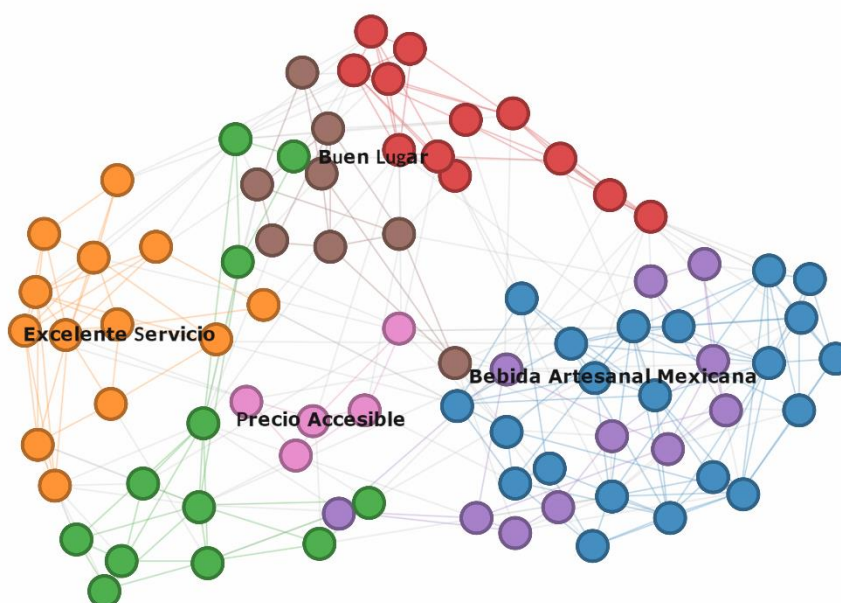 Buen Lugar
Excelente Servicio
Bebida Artesanal Mexicana
Precio Accesible